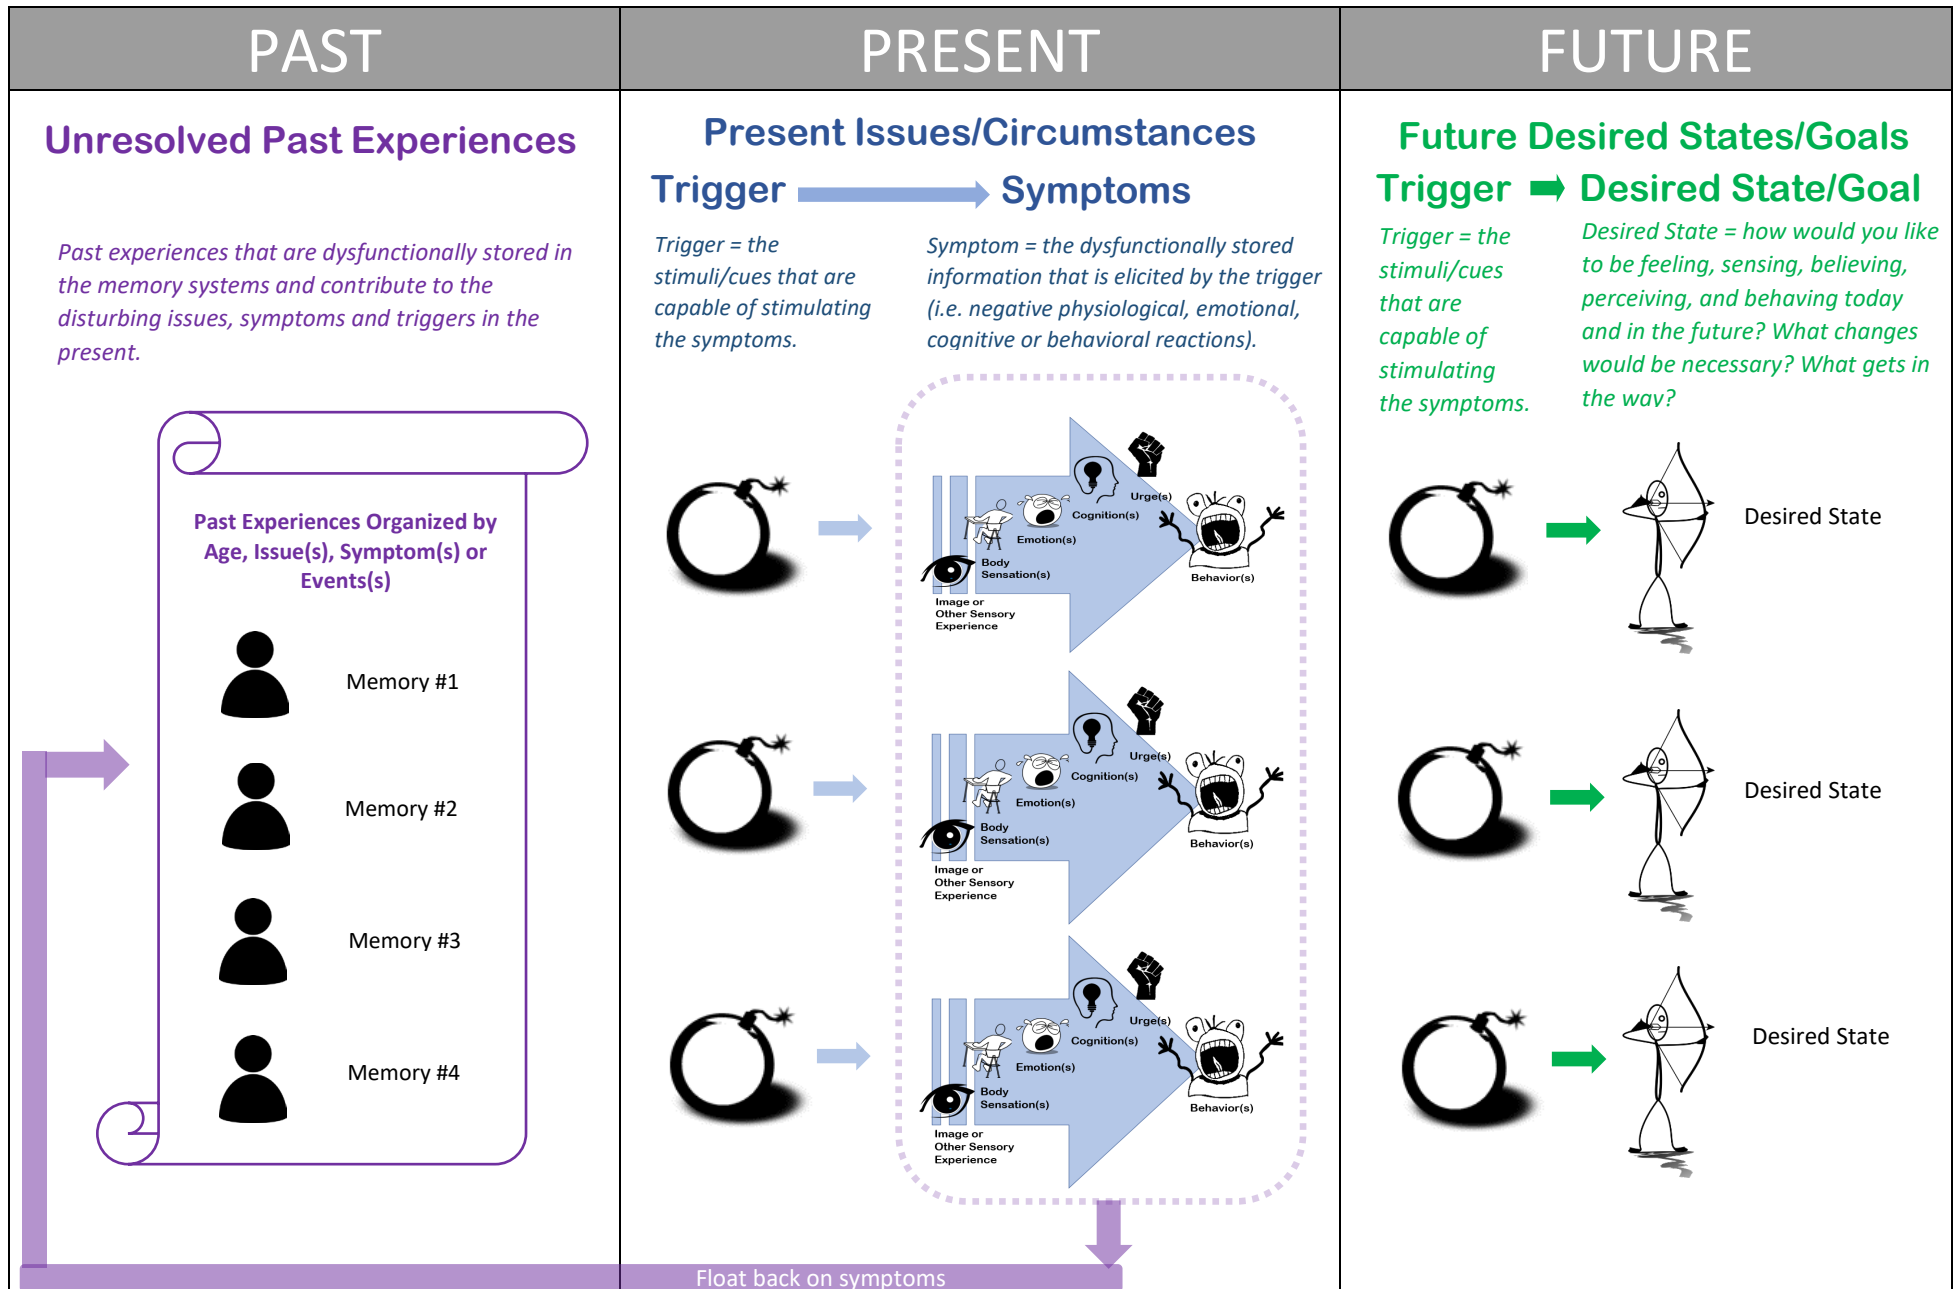 PAST
Unresolved Past Experiences
Past experiences that are dysfunctionally stored in
the memory systems and contribute to the
disturbing issues, symptoms and triggers in the
present.
Past Experiences Organized by
Age, Issue(s), Symptom(s) or
Events(s)
Memory #1
Memory #2
Memory #3
Memory #4
PRESENT
Present Issues/Circumstances
Trigger
Symptoms
Trigger = the
stimuli/cues that are
capable of stimulating
the symptoms.
Symptom = the dysfunctionally stored
information that is elicited by the trigger
(i.e. negative physiological, emotional,
cognitive or behavioral reactions).
Image or
Other Sensory
Experience
Body
Sensation(s)
Emotion(s)
Cognition(s)
Urge(s)
Behavior(s)
Image or
Other Sensory
Experience
Body
Sensation(s)
Emotion(s)
Cognition(s)
Urge(s)
Behavior(s)
Image or
Other Sensory
Experience
Body
Sensation(s)
Emotion(s)
Cognition(s)
Urge(s)
Behavior(s)
Float back on symptoms
FUTURE
Future Desired States/Goals
Trigger
Desired State/Goal
Trigger = the
stimuli/cues
that are
capable of
stimulating
the symptoms.
Desired State = how would you like
to be feeling, sensing, believing,
perceiving, and behaving today
and in the future? What changes
would be necessary? What gets in
the way?
Desired State
Desired State
Desired State